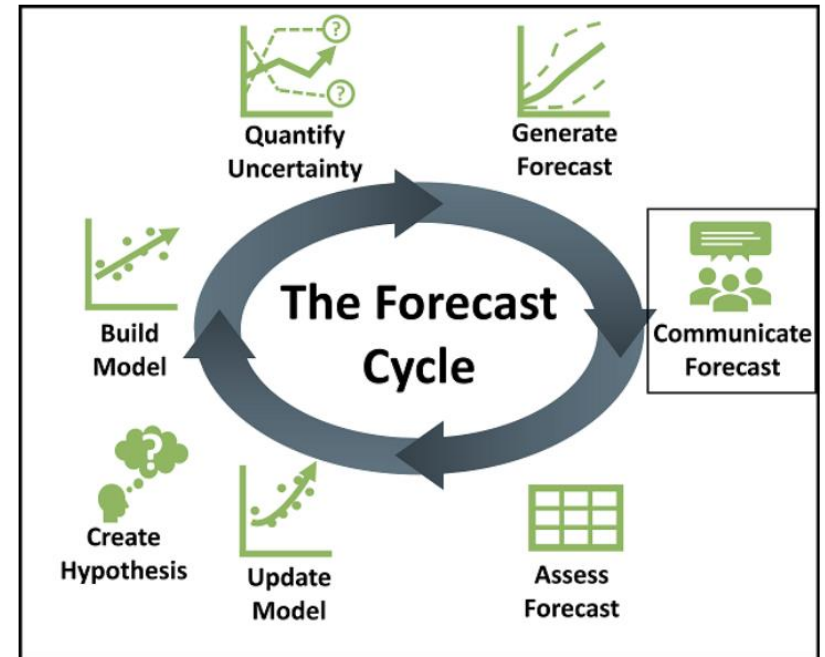 ?
?
Quantify
Uncertainty
Generate
Forecast
The Forecast
Cycle
Communicate
Forecast
Build
Model
?
Create
Hypothesis
Update
Model
Assess
Forecast